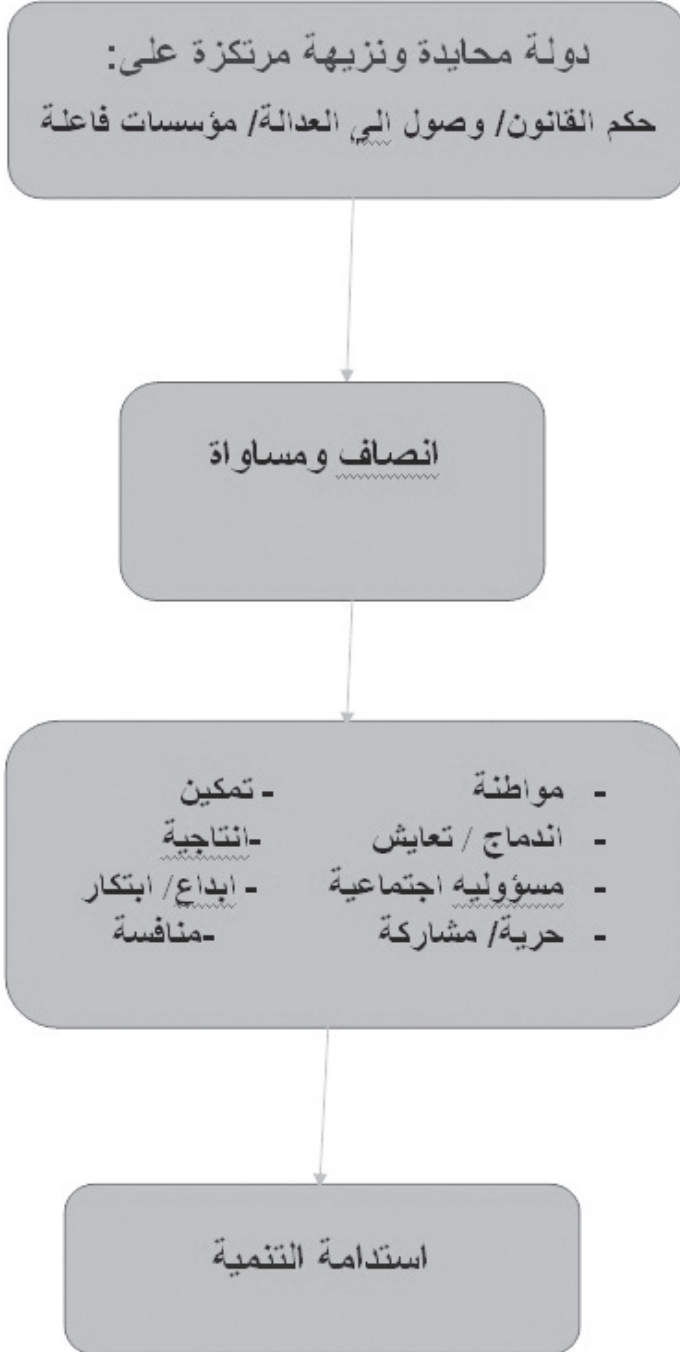 دولة محايدة ونزيهة مرتكزة على:
حكم القانون/ وصول الي العدالة/ مؤسسات فاعلة
انصاف ومساواة
- مواطنة - تمكين
- اندماج / تعايش -انتاجية
- مسؤوليه اجتماعية - ابداع/ ابتكار
- حرية/ مشاركة -منافسة
استدامة التنمية